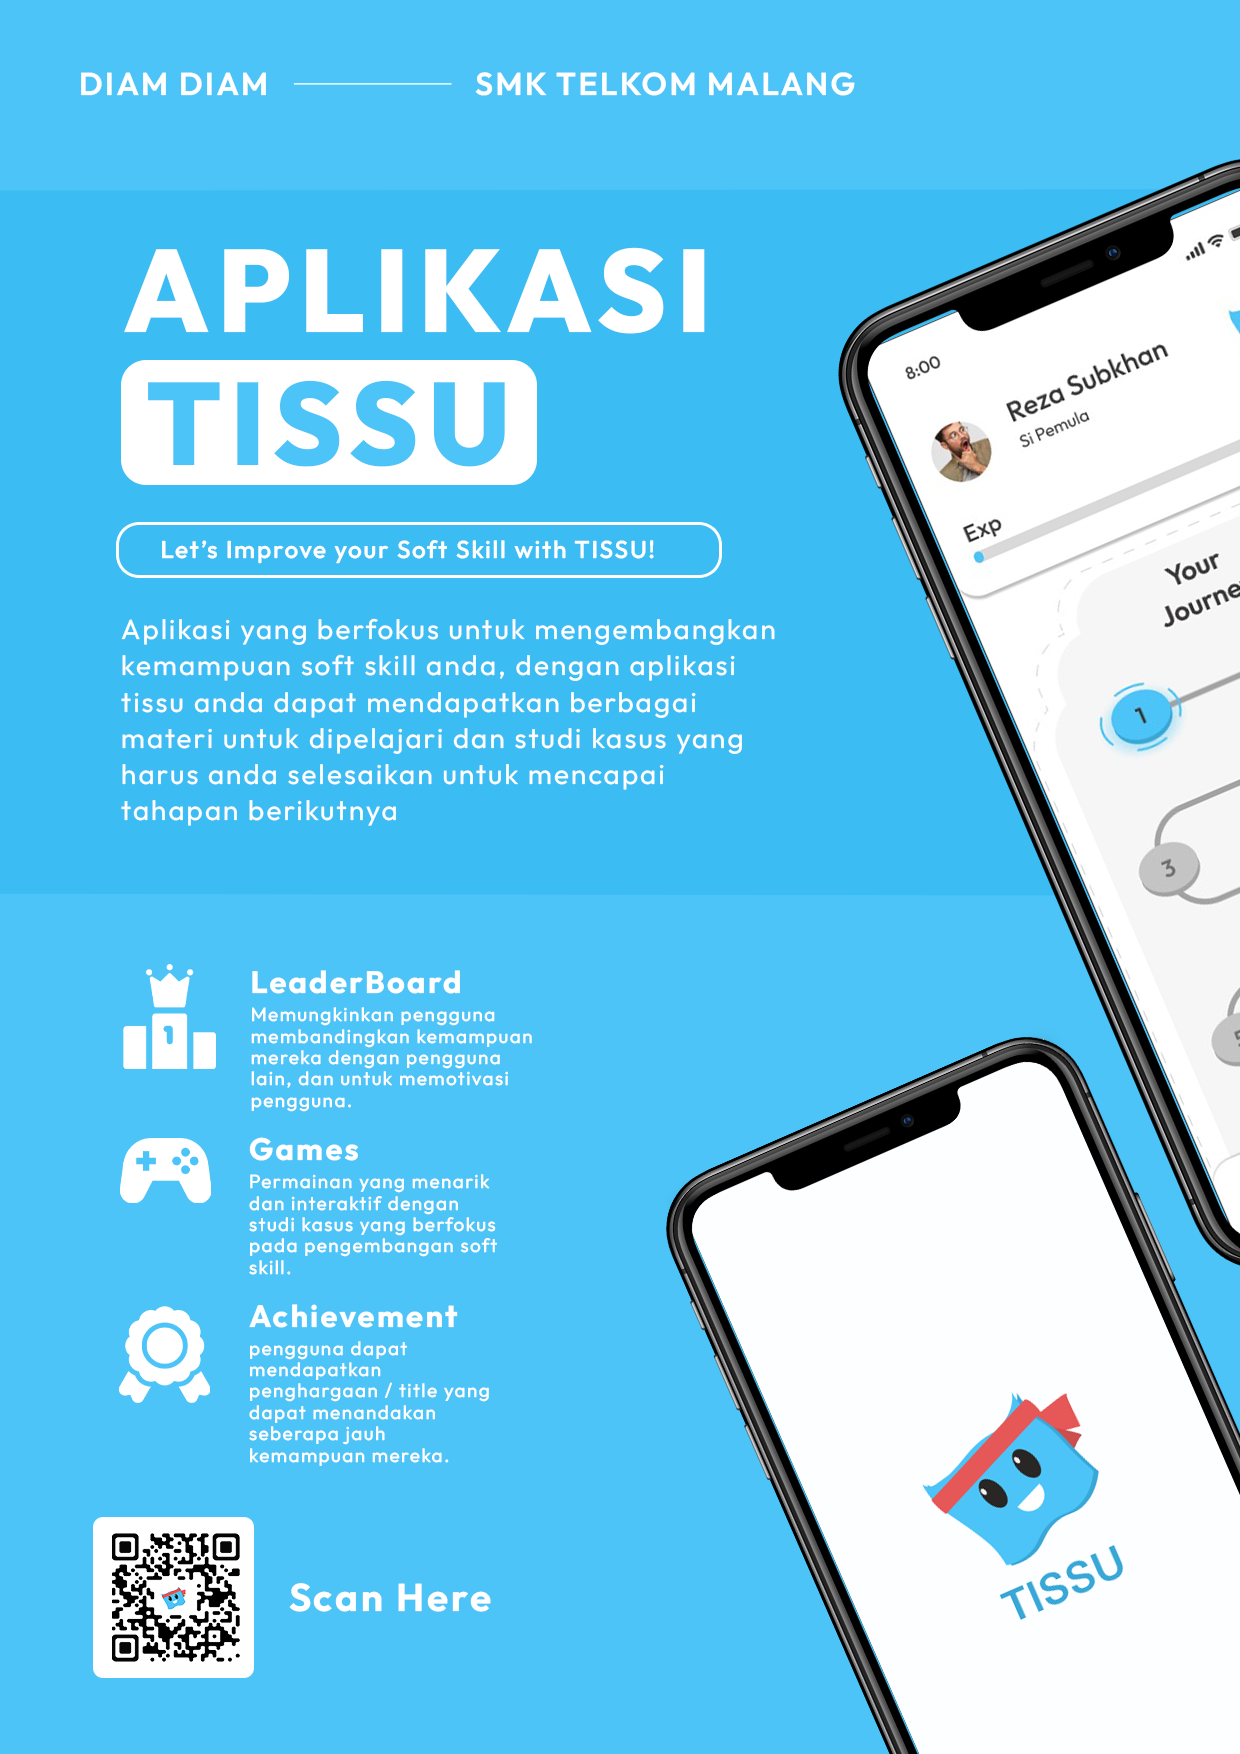 DIAM DIAM
SMK TELKOM MALANG
APLIKASI
TISSU
Let’s Improve your Soft Skill with TISSU!
Aplikasi yang berfokus untuk mengembangkan
kemampuan soft skill anda, dengan aplikasi
tissu anda dapat mendapatkan berbagai
materi untuk dipelajari dan studi kasus yang
harus anda selesaikan untuk mencapai
tahapan berikutnya
8:00
Reza Subkhan
Si Pemula
Exp
Your
1
3
LeaderBoard
Memungkinkan pengguna
membandingkan kemampuan
mereka dengan pengguna
lain, dan untuk memotivasi
pengguna.
1
Games
Permainan yang menarik
dan interaktif dengan
studi kasus yang berfokus
pada pengembangan soft
skill.
Achievement
pengguna dapat
mendapatkan
penghargaan / title yang
dapat menandakan
seberapa jauh
kemampuan mereka.
Scan Here
TISSU